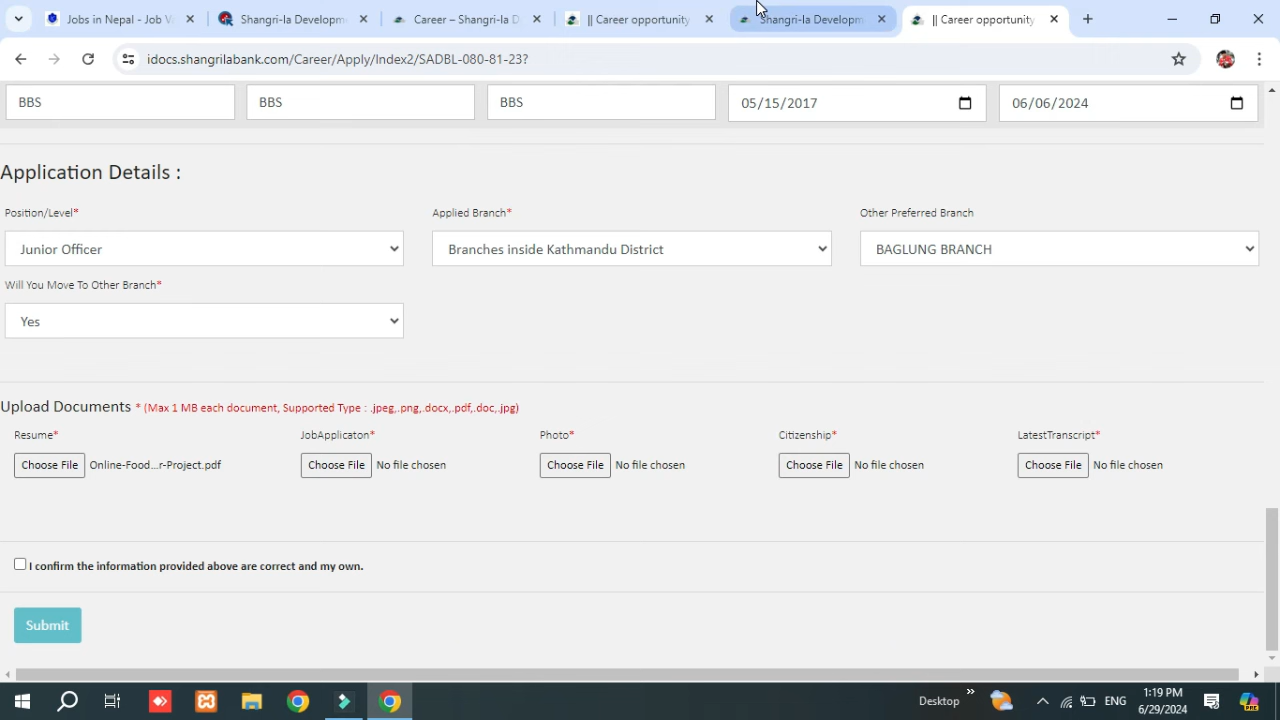 Jobs in Nepal - Job V
Shangri-la Developm
Career – Shangri-la D
|| Career opportunity
Shangri-la Developm
|| Career opportunity
idocs.shangrilabank.com/Career/Apply/Index2/SADBL-080-81-23?
BBS BBS BBS 05/15/2017 06/06/2024
Application Details :
Position/Level* Applied Branch* Other Preferred Branch
Junior Officer Branches inside Kathmandu District BAGLUNG BRANCH
Will You Move To Other Branch*
Yes
Upload Documents * (Max 1 MB each document, Supported Type : .jpeg,.png,.docx,.pdf,.doc,.jpg)
Resume* JobApplicaton* Photo* Citizenship* LatestTranscript*
Choose File Online-Food...r-Project.pdf Choose File No file chosen Choose File No file chosen Choose File No file chosen Choose File No file chosen
I confirm the information provided above are correct and my own.
Submit
Desktop » ENG 1:19 PM
6/29/2024
PRE